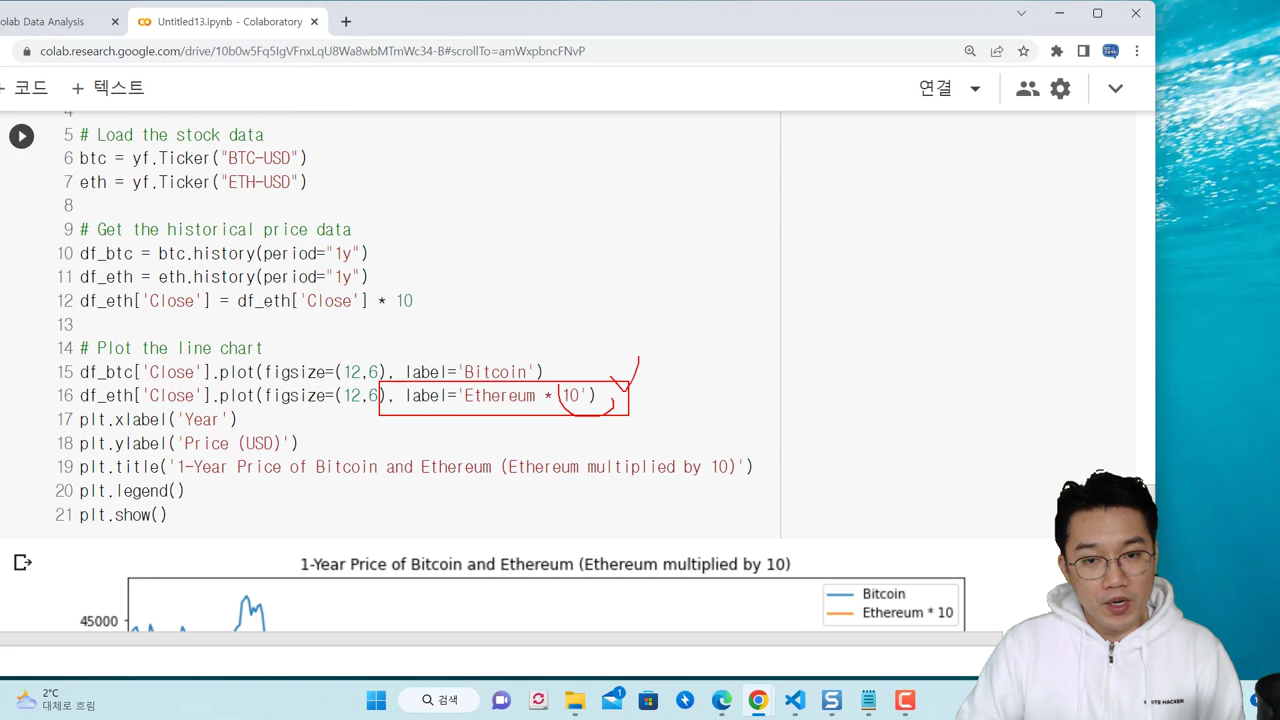 olab Data Analysis
Untitled13.ipynb - Colaboratory
colab.research.google.com/drive/10b0w5Fq5IgVFnxLqU8Wa8wbMTmWc34-B#scrollTo=amWxpbncFNvP
+ 코드 + 텍스트 연결
4
5 # Load the stock data
6 btc = yf.Ticker("BTC-USD")
7 eth = yf.Ticker("ETH-USD")
8
9 # Get the historical price data
10 df_btc = btc.history(period="1y")
11 df_eth = eth.history(period="1y")
12 df_eth['Close'] = df_eth['Close'] * 10
13
14 # Plot the line chart
15 df_btc['Close'].plot(figsize=(12,6), label='Bitcoin')
16 df_eth['Close'].plot(figsize=(12,6), label='Ethereum * 10')
17 plt.xlabel('Year')
18 plt.ylabel('Price (USD)')
19 plt.title('1-Year Price of Bitcoin and Ethereum (Ethereum multiplied by 10)')
20 plt.legend()
21 plt.show()
1-Year Price of Bitcoin and Ethereum (Ethereum multiplied by 10)
Bitcoin
Ethereum * 10
45000
2°C
대체로 흐림
검색
1